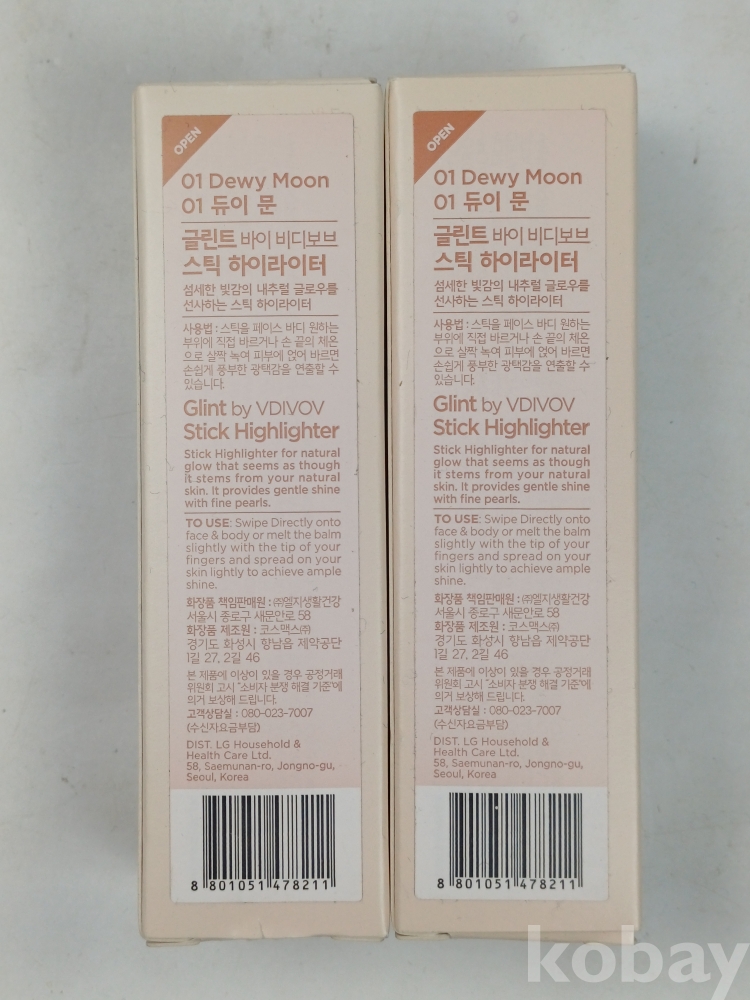 OPEN
01 Dewy Moon
01 듀이 문
글린트 바이 비디보브
스틱 하이라이터
섬세한 빛감의 내추럴 글로우를
선사하는 스틱 하이라이터
사용법 : 스틱을 페이스 바디 원하는
부위에 직접 바르거나 손 끝의 체온
으로 살짝 녹여 피부에 얹어 바르면
손쉽게 풍부한 광택감을 연출할 수
있습니다.
Glint by VDIVOV
Stick Highlighter
Stick Highlighter for natural
glow that seems as though
it stems from your natural
skin. It provides gentle shine
with fine pearls.
TO USE: Swipe Directly onto
face & body or melt the balm
slightly with the tip of your
fingers and spread on your
skin lightly to achieve ample
shine.
화장품 책임판매원 : ㈜엘지생활건강
서울시 종로구 새문안로 58
화장품 제조원 : 코스맥스㈜
경기도 화성시 향남읍 제약공단
1길 27, 2길 46
본 제품에 이상이 있을 경우 공정거래
위원회 고시 "소비자 분쟁 해결 기준"에
의거 보상해 드립니다.
고객상담실 : 080-023-7007
(수신자요금부담)
DIST. LG Household &
Health Care Ltd.
58, Saemunan-ro, Jongno-gu,
Seoul, Korea
8 801051 478211
OPEN
01 Dewy Moon
01 듀이 문
글린트 바이 비디보브
스틱 하이라이터
섬세한 빛감의 내추럴 글로우를
선사하는 스틱 하이라이터
사용법 : 스틱을 페이스 바디 원하는
부위에 직접 바르거나 손 끝의 체온
으로 살짝 녹여 피부에 얹어 바르면
손쉽게 풍부한 광택감을 연출할 수
있습니다.
Glint by VDIVOV
Stick Highlighter
Stick Highlighter for natural
glow that seems as though
it stems from your natural
skin. It provides gentle shine
with fine pearls.
TO USE: Swipe Directly onto
face & body or melt the balm
slightly with the tip of your
fingers and spread on your
skin lightly to achieve ample
shine.
화장품 책임판매원 : ㈜엘지생활건강
서울시 종로구 새문안로 58
화장품 제조원 : 코스맥스㈜
경기도 화성시 향남읍 제약공단
1길 27, 2길 46
본 제품에 이상이 있을 경우 공정거래
위원회 고시 "소비자 분쟁 해결 기준"에
의거 보상해 드립니다.
고객상담실 : 080-023-7007
(수신자요금부담)
DIST. LG Household &
Health Care Ltd.
58, Saemunan-ro, Jongno-gu,
Seoul, Korea
8 801051 478211
kobay